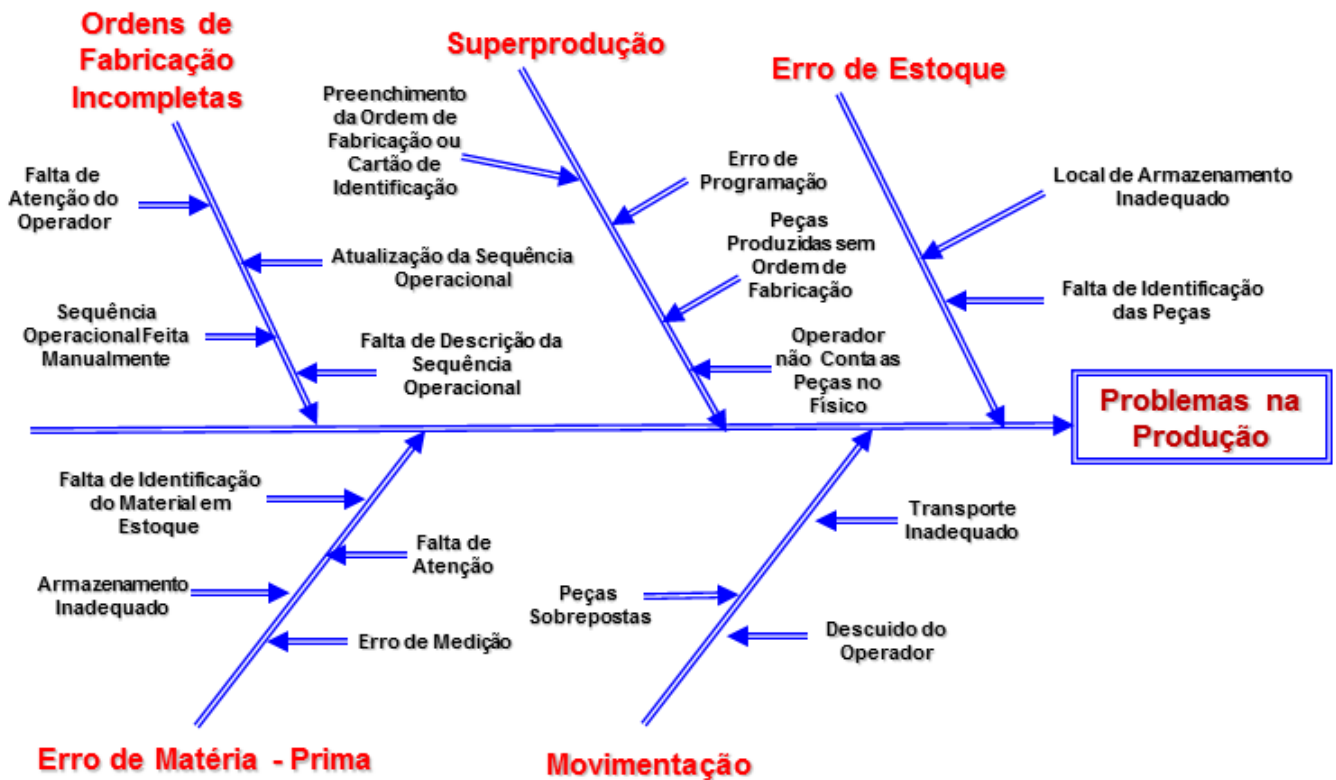 Ordens de
Fabricação
Incompletas
Superprodução
Erro de Estoque
Falta de
Atenção do
Operador
Atualização da Sequência
Operacional
Sequência
Operacional Feita
Manualmente
Falta de Descrição da
Sequência
Operacional
Preenchimento
da Ordem de
Fabricação ou
Cartão de
Identificação
Erro de
Programação
Peças
Produzidas sem
Ordem de
Fabricação
Operador
não Conta as
Peças no
Físico
Local de Armazenamento
Inadequado
Falta de Identificação
das Peças
Problemas na
Produção
Falta de Identificação
do Material em
Estoque
Falta de
Atenção
Armazenamento
Inadequado
Erro de Medição
Transporte
Inadequado
Peças
Sobrepostas
Descuido do
Operador
Erro de Matéria - Prima
Movimentação